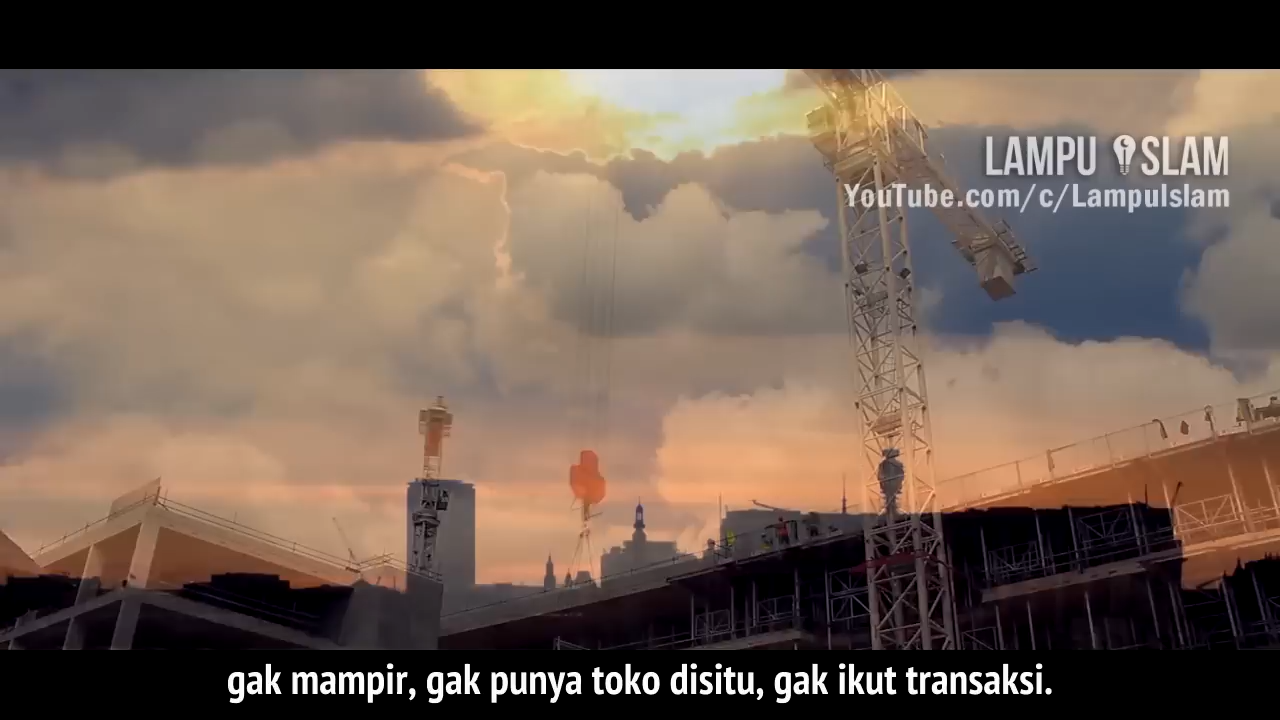 LAMPU iSLAM
YouTube.com/c/LampuIslam
gak mampir, gak punya toko disitu, gak ikut transaksi.